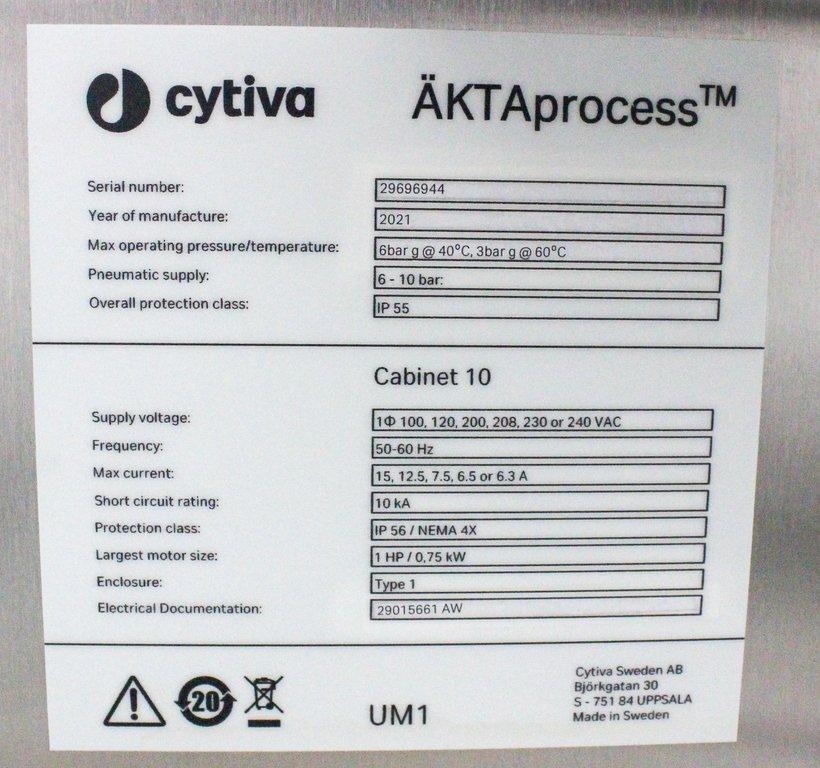 cytiva ÄKTAprocess™
Serial number: 29696944
Year of manufacture: 2021
Max operating pressure/temperature: 6bar g @ 40°C, 3bar g @ 60°C
Pneumatic supply: 6 - 10 bar:
Overall protection class: IP 55
Cabinet 10
Supply voltage: 1Φ 100, 120, 200, 208, 230 or 240 VAC
Frequency: 50-60 Hz
Max current: 15, 12.5, 7.5, 6.5 or 6.3 A
Short circuit rating: 10 kA
Protection class: IP 56 / NEMA 4X
Largest motor size: 1 HP / 0,75 kW
Enclosure: Type 1
Electrical Documentation: 29015661 AW
20
UM1
Cytiva Sweden AB
Björkgatan 30
S - 751 84 UPPSALA
Made in Sweden